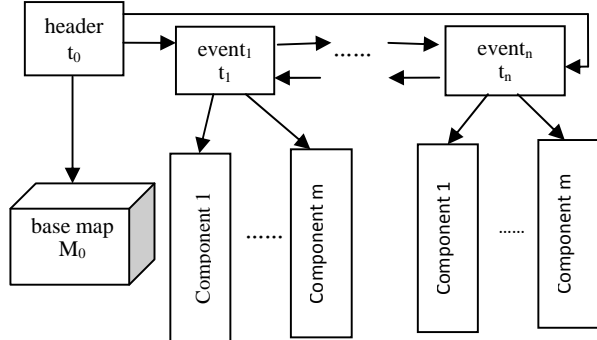 header
t₀
event₁
t₁
......
eventₙ
tₙ
base map
M₀
Component 1
......
Component m
Component 1
......
Component m